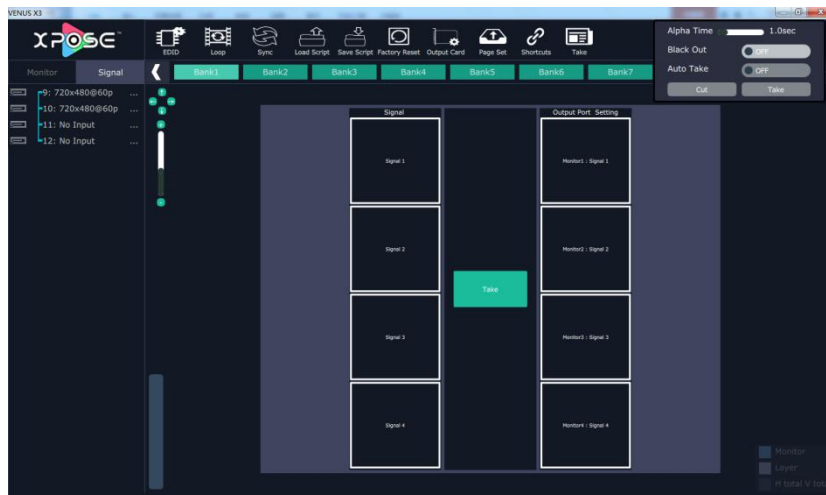 VENUS X3
XPOSE
EDID
Loop
Sync
Load Script
Save Script
Factory Reset
Output Card
Page Set
Shortcuts
Take
Alpha Time
1.0sec
Black Out
OFF
Auto Take
OFF
Cut
Take
Monitor
Signal
Bank1
Bank2
Bank3
Bank4
Bank5
Bank6
Bank7
9: 720x480@60p ...
10: 720x480@60p ...
11: No Input ...
12: No Input ...
Signal
Output Port Setting
Signal 1
Monitor1 : Signal 1
Signal 2
Monitor2 : Signal 2
Take
Signal 3
Monitor3 : Signal 3
Signal 4
Monitor4 : Signal 4
Monitor
Layer
H total V tot